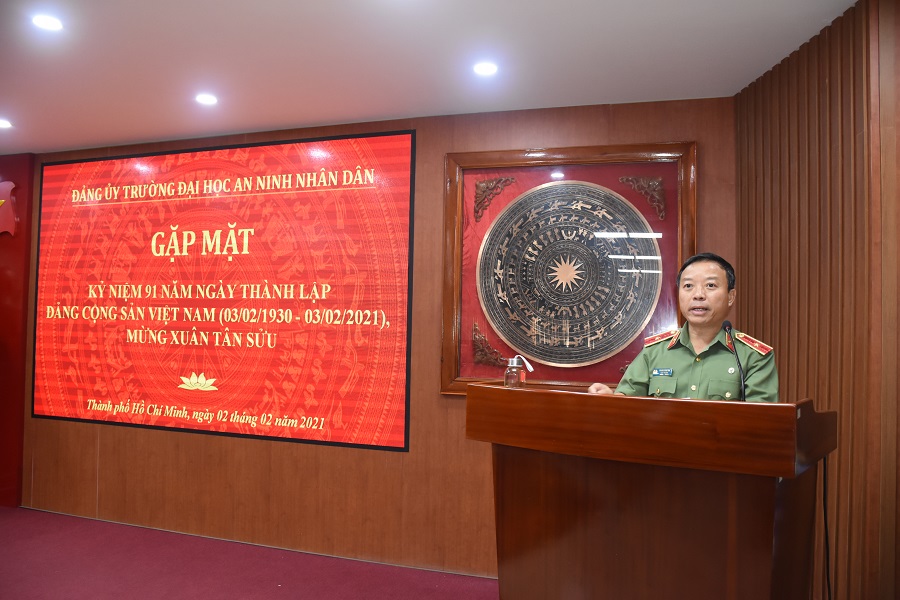 ĐẢNG ỦY TRƯỜNG ĐẠI HỌC AN NINH NHÂN DÂN
GẶP MẶT
KỶ NIỆM 91 NĂM NGÀY THÀNH LẬP
ĐẢNG CỘNG SẢN VIỆT NAM (03/02/1930 - 03/02/2021),
MỪNG XUÂN TÂN SỬU
Thành phố Hồ Chí Minh, ngày 02 tháng 02 năm 2021